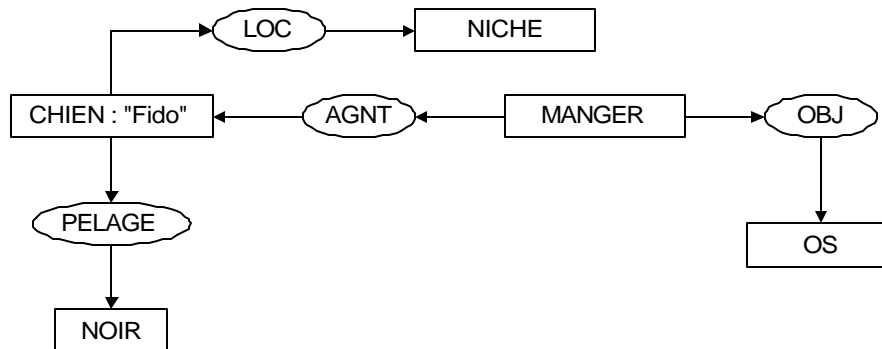 LOC
NICHE
CHIEN : "Fido"
AGNT
MANGER
OBJ
PELAGE
OS
NOIR